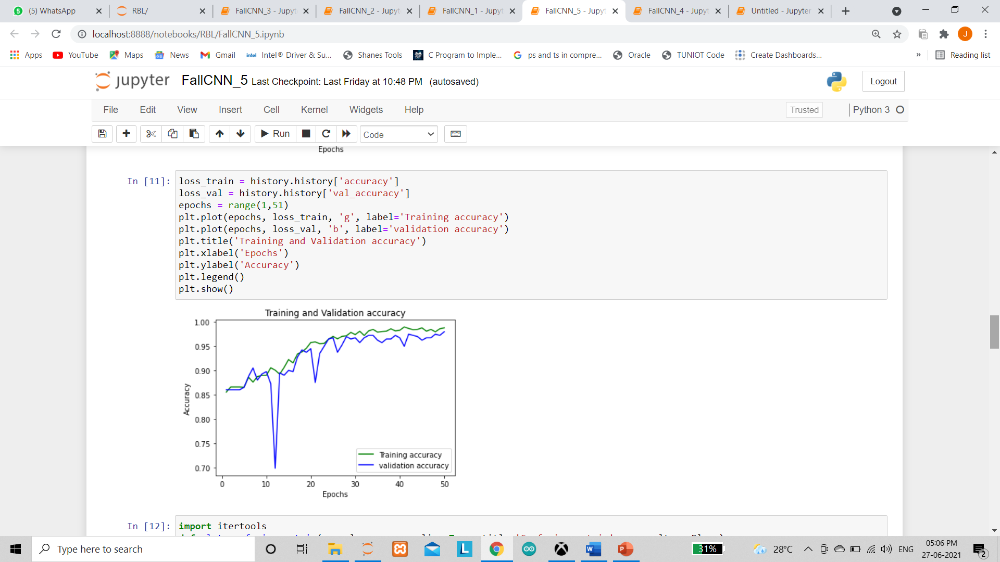 (5) WhatsApp
RBL/
FallCNN_3 - Jupyt
FallCNN_2 - Jupyt
FallCNN_1 - Jupyt
FallCNN_5 - Jupyt
FallCNN_4 - Jupyt
Untitled - Jupyter
localhost:8888/notebooks/RBL/FallCNN_5.ipynb
J
Apps
YouTube
Maps
News
Gmail
intel
Intel® Driver & Su...
Shanes Tools
C Program to Imple...
ps and ts in compre...
Oracle
TUNIOT Code
Create Dashboards...
»
Reading list
jupyter
FallCNN_5 Last Checkpoint: Last Friday at 10:48 PM (autosaved)
Logout
File
Edit
View
Insert
Cell
Kernel
Widgets
Help
Trusted
Python 3
Run
Code
Epochs
In [11]:
loss_train = history.history['accuracy']
loss_val = history.history['val_accuracy']
epochs = range(1,51)
plt.plot(epochs, loss_train, 'g', label='Training accuracy')
plt.plot(epochs, loss_val, 'b', label='validation accuracy')
plt.title('Training and Validation accuracy')
plt.xlabel('Epochs')
plt.ylabel('Accuracy')
plt.legend()
plt.show()
Training and Validation accuracy
1.00
0.95
0.90
0.85
0.80
0.75
0.70
Accuracy
Training accuracy
validation accuracy
0 10 20 30 40 50
Epochs
In [12]:
import itertools
Type here to search
L
W
P
31%
28°C
ENG
05:06 PM
27-06-2021
2